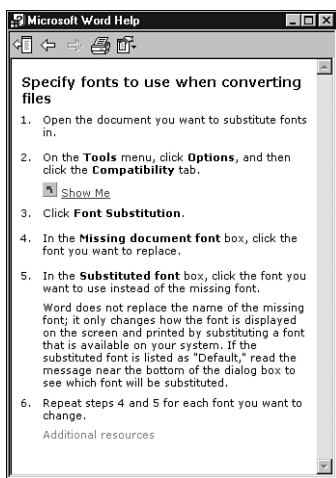 Microsoft Word Help
Specify fonts to use when converting
files
1. Open the document you want to substitute fonts
in.
2. On the Tools menu, click Options, and then
click the Compatibility tab.
Show Me
3. Click Font Substitution.
4. In the Missing document font box, click the
font you want to replace.
5. In the Substituted font box, click the font you
want to use instead of the missing font.
Word does not replace the name of the missing
font; it only changes how the font is displayed
on the screen and printed by substituting a font
that is available on your system. If the
substituted font is listed as "Default," read the
message near the bottom of the dialog box to
see which font will be substituted.
6. Repeat steps 4 and 5 for each font you want to
change.
Additional resources